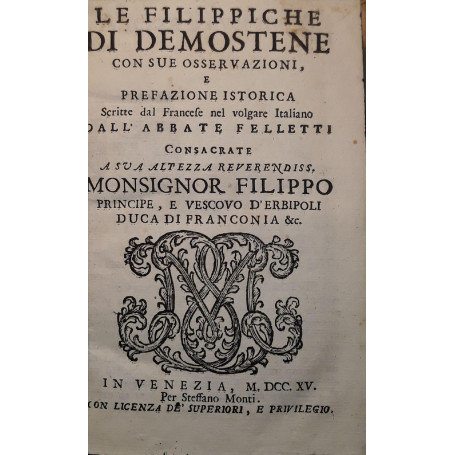 LE FILIPPICHE
DI DEMOSTENE
CON SUE OSSERVAZIONI,
E
PREFAZIONE ISTORICA
Scritte dal Francese nel volgare Italiano
DALL' ABBATE FELLETTI
CONSACRATE
A SUA ALTEZZA REVERENDISS.
MONSIGNOR FILIPPO
PRINCIPE, E VESCOVO D'ERBIPOLI
DUCA DI FRANCONIA &c.
IN VENEZIA, M. DCC. XV.
Per Steffano Monti.
CON LICENZA DE' SUPERIORI, E PRIVILEGIO.